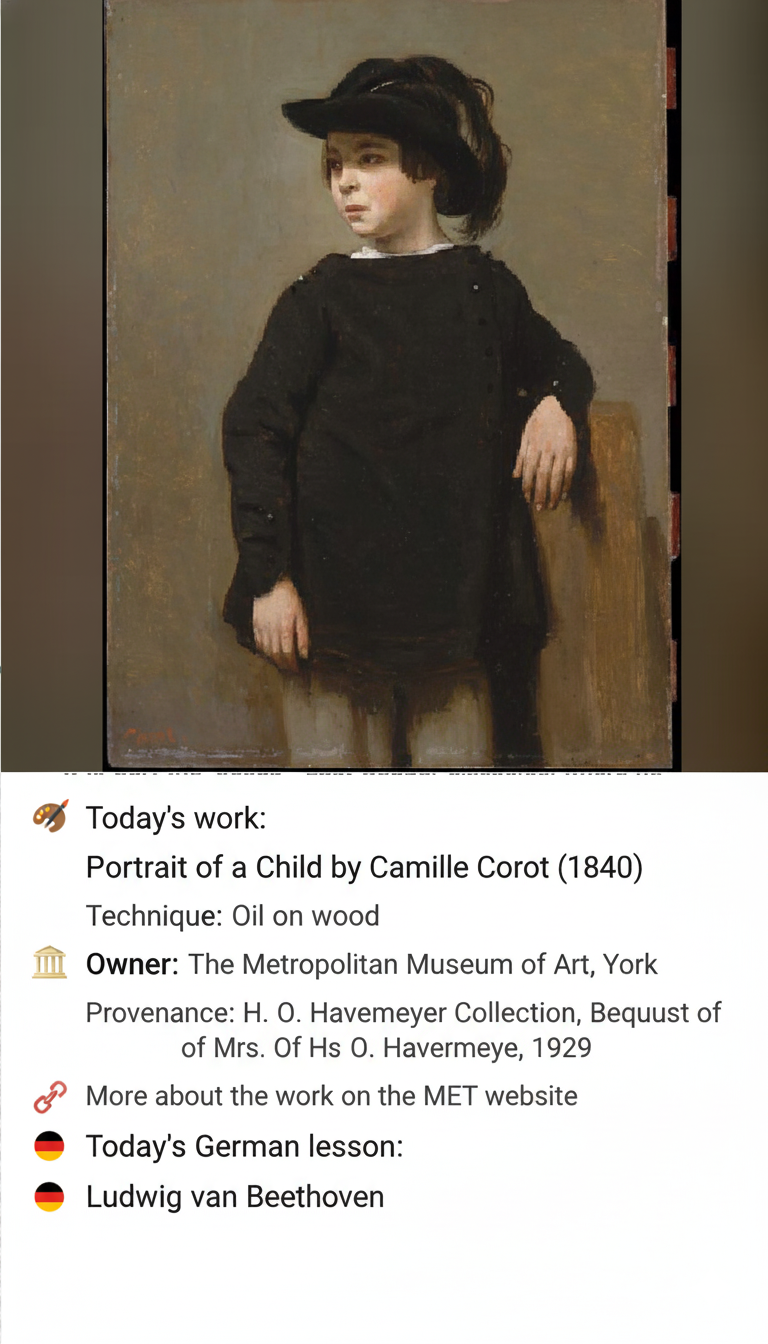 Today's work:
Portrait of a Child by Camille Corot (1840)
Technique: Oil on wood
Owner: The Metropolitan Museum of Art, York
Provenance: H. O. Havemeyer Collection, Bequust of
of Mrs. Of Hs O. Havermeye, 1929
More about the work on the MET website
Today's German lesson:
Ludwig van Beethoven